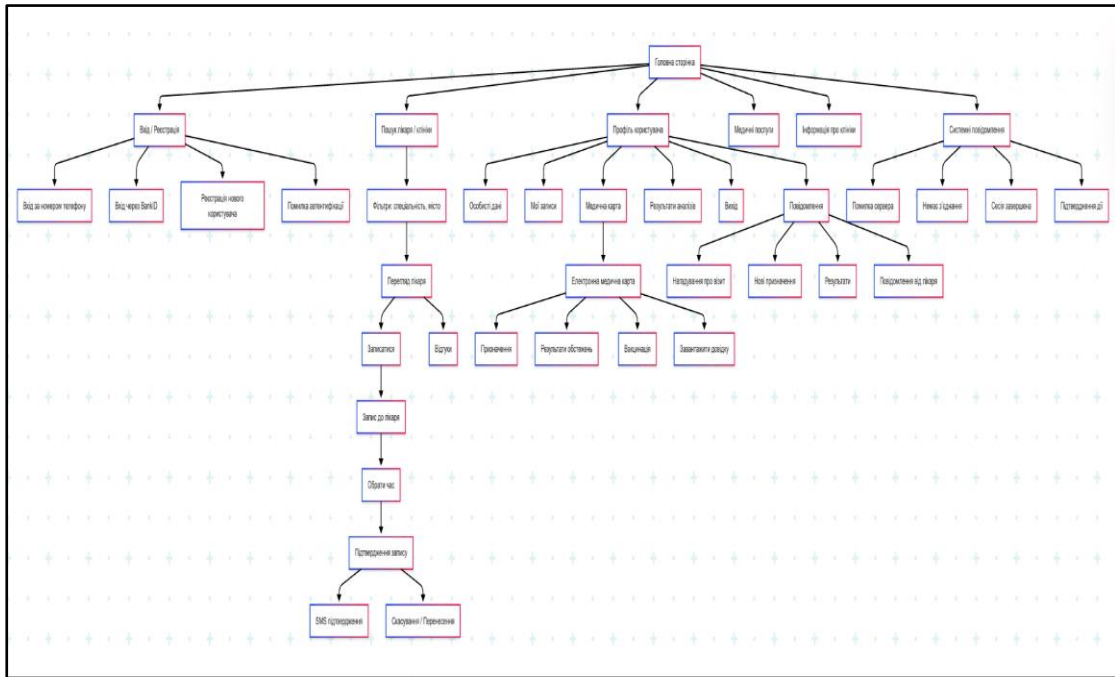 Головна сторінка
Вхід / Реєстрація
Пошук лікаря / клініки
Профіль користувача
Медичні послуги
Інформація про клініки
Системні повідомлення
Вхід за номером телефону
Вхід через BankID
Реєстрація нового
користувача
Помилка автентифікації
Фільтри: спеціальність, місто
Особисті дані
Мої записи
Медична карта
Результати аналізів
Вихід
Повідомлення
Помилка сервера
Немає з'єднання
Сесія завершена
Підтвердження дії
Перегляд лікаря
Електронна медична карта
Нагадування про візит
Нові призначення
Результати
Повідомлення від лікаря
Записатися
Відгуки
Призначення
Результати обстежень
Вакцинація
Завантажити довідку
Запис до лікаря
Обрати час
Підтвердження запису
SMS підтвердження
Скасування / Перенесення